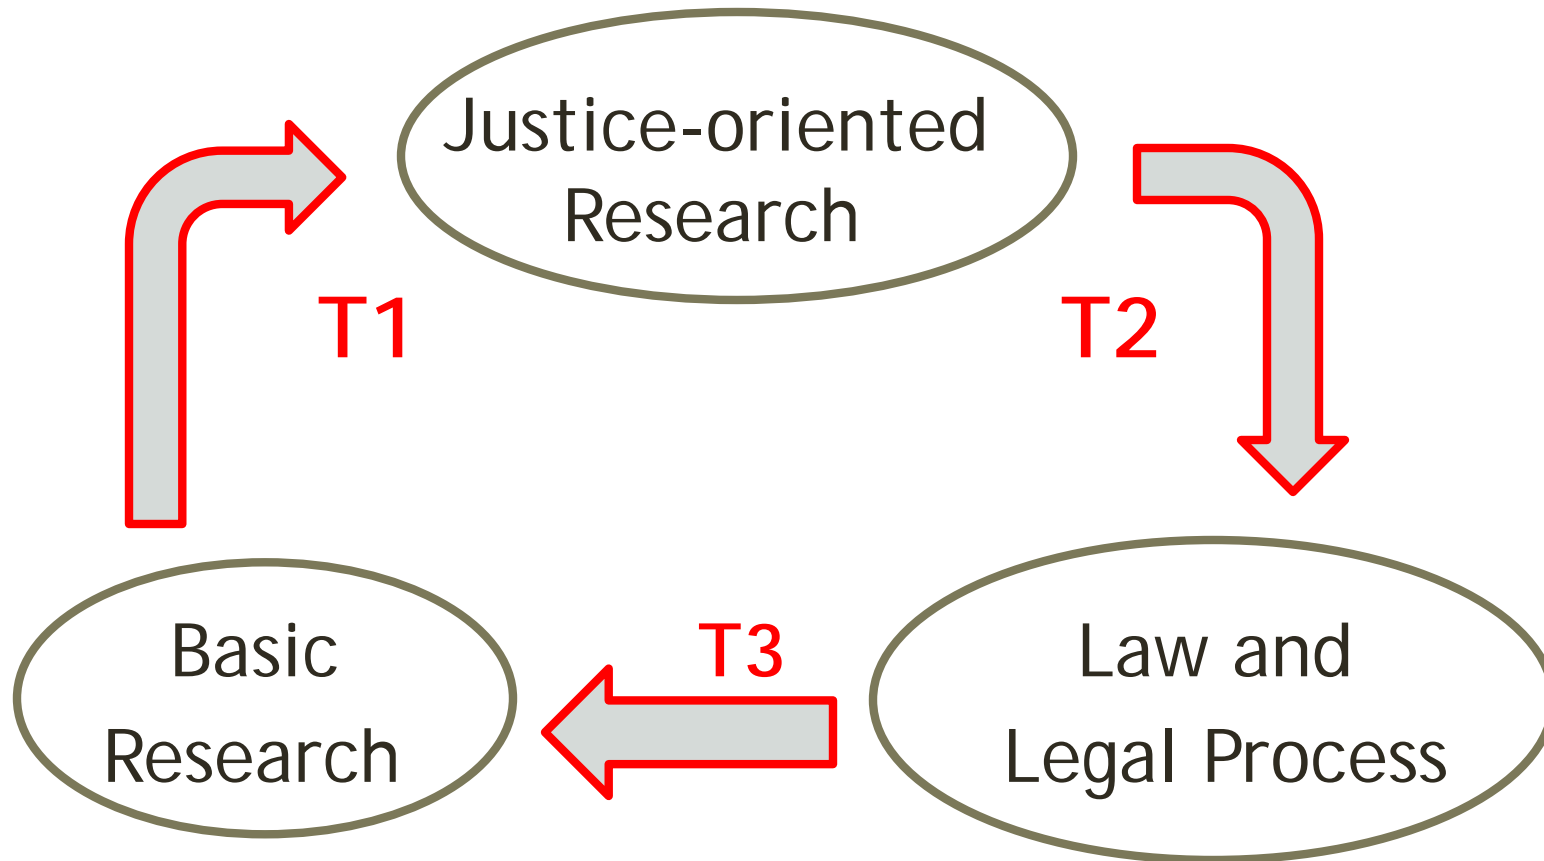 Justice-oriented
Research
T1
T2
Basic
Research
T3
Law and
Legal Process